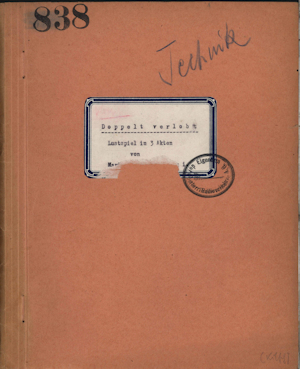 838
Technik
Doppelt verlobt
Lustspiel in 3 Akten
von